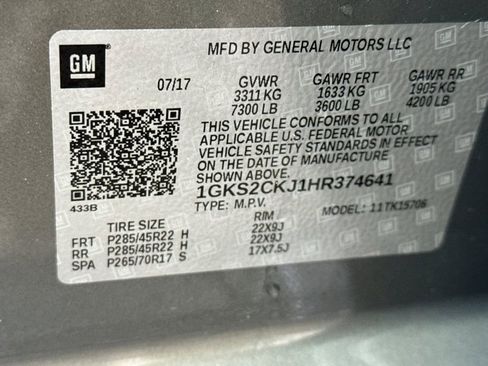 GM
MFD BY GENERAL MOTORS LLC
07/17 GVWR GAWR FRT GAWR RR
3311 KG 1633 KG 1905 KG
7300 LB 3600 LB 4200 LB
THIS VEHICLE CONFORMS TO ALL
APPLICABLE U.S. FEDERAL MOTOR
VEHICLE SAFETY STANDARDS IN EFFECT
ON THE DATE OF MANUFACTURE
SHOWN ABOVE.
1GKS2CKJ1HR374641
433B TYPE: M.P.V. MODEL: 11TK15706
TIRE SIZE RIM
FRT P285/45R22 H 22X9J
RR P285/45R22 H 22X9J
SPA P265/70R17 S 17X7.5J